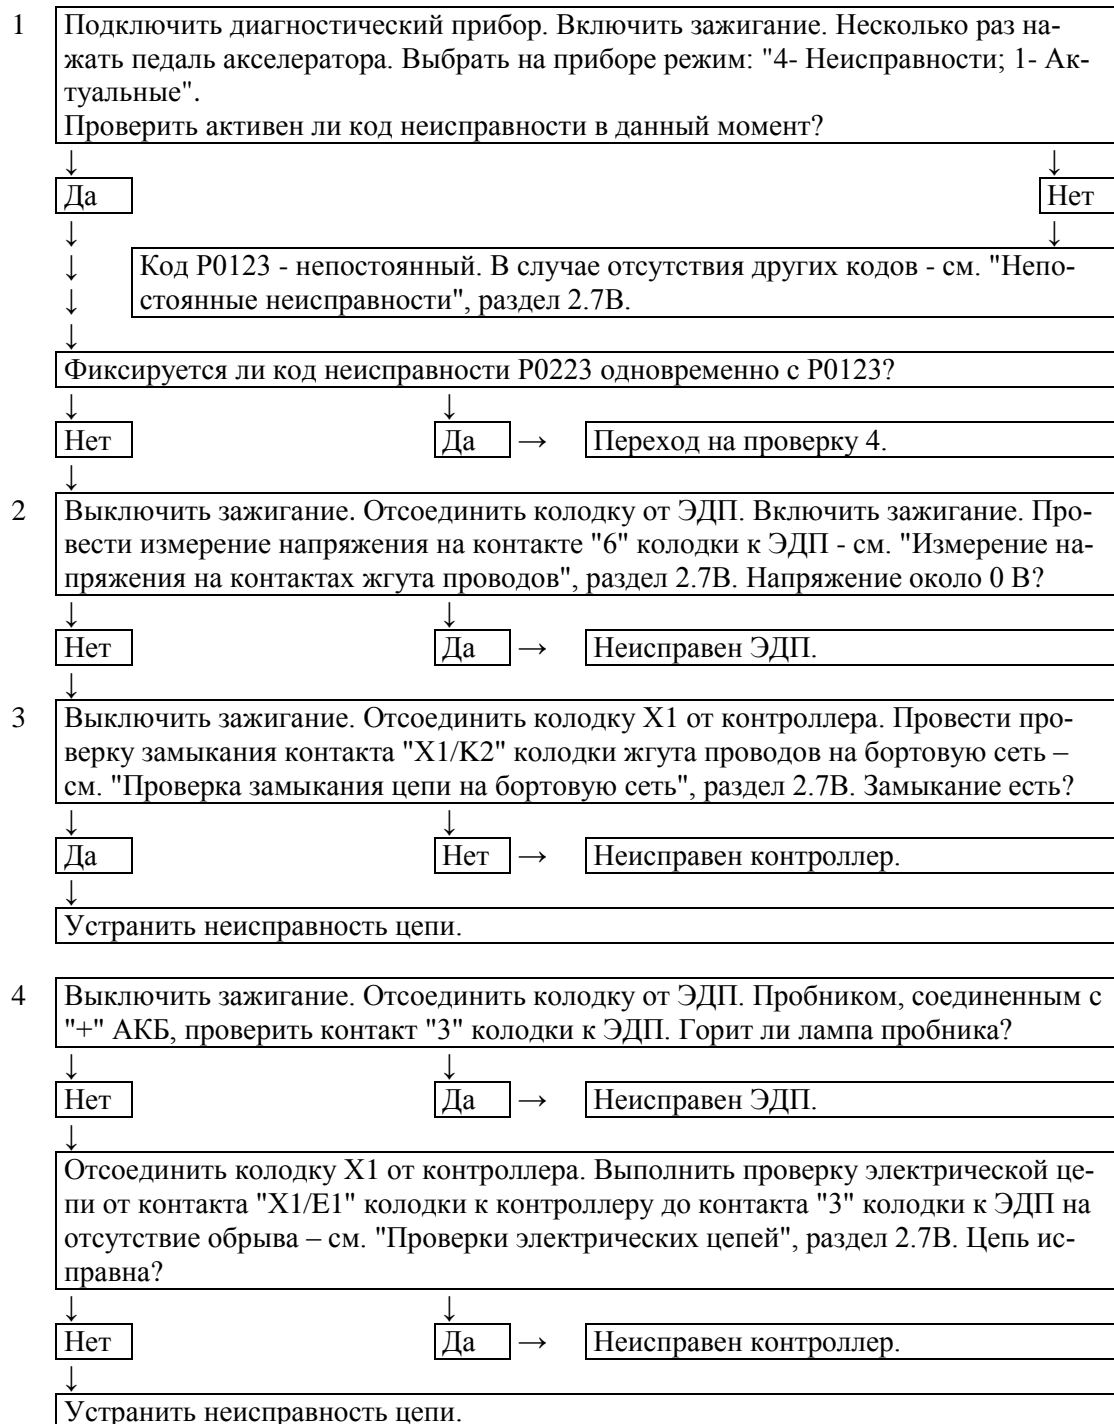 1 Подключить диагностический прибор. Включить зажигание. Несколько раз на-
жать педаль акселератора. Выбрать на приборе режим: "4- Неисправности; 1- Ак-
туальные".
Проверить активен ли код неисправности в данный момент?
↓ ↓
Да Нет
↓ ↓
↓ Код Р0123 - непостоянный. В случае отсутствия других кодов - см. "Непо-
↓ стоянные неисправности", раздел 2.7В.
↓
Фиксируется ли код неисправности Р0223 одновременно с Р0123?
↓ ↓
Нет Да → Переход на проверку 4.
↓
2 Выключить зажигание. Отсоединить колодку от ЭДП. Включить зажигание. Про-
вести измерение напряжения на контакте "6" колодки к ЭДП - см. "Измерение на-
пряжения на контактах жгута проводов", раздел 2.7В. Напряжение около 0 В?
↓ ↓
Нет Да → Неисправен ЭДП.
↓
3 Выключить зажигание. Отсоединить колодку Х1 от контроллера. Провести про-
верку замыкания контакта "X1/K2" колодки жгута проводов на бортовую сеть –
см. "Проверка замыкания цепи на бортовую сеть", раздел 2.7В. Замыкание есть?
↓ ↓
Да Нет → Неисправен контроллер.
↓
Устранить неисправность цепи.
4 Выключить зажигание. Отсоединить колодку от ЭДП. Пробником, соединенным с
"+" АКБ, проверить контакт "3" колодки к ЭДП. Горит ли лампа пробника?
↓ ↓
Нет Да → Неисправен ЭДП.
↓
Отсоединить колодку Х1 от контроллера. Выполнить проверку электрической це-
пи от контакта "X1/E1" колодки к контроллеру до контакта "3" колодки к ЭДП на
отсутствие обрыва – см. "Проверки электрических цепей", раздел 2.7В. Цепь ис-
правна?
↓ ↓
Нет Да → Неисправен контроллер.
↓
Устранить неисправность цепи.